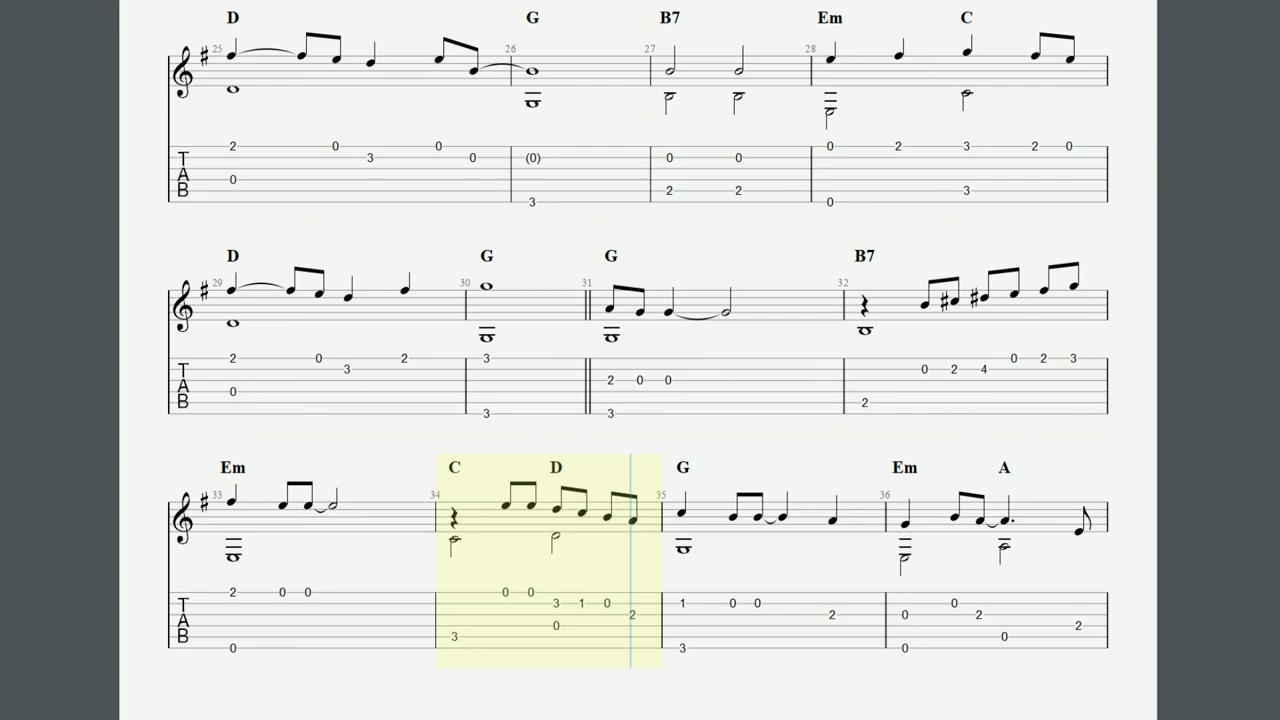 D G B7 Em C
25 26 27 28
2 0 0 0 0 2 3 2 0
T 3 0 (0) 0 0
A 0
B 2 2 3
3 0
D G G B7
29 30 31 32
2 0 2 3 0 2 3
T 3 0 2 4
A 2 0 0
B 0
2
3 3
Em C D G Em A
33 34 35 36
2 0 0 0 0
T 3 1 0 1 0 0 0
A 2 2 0 2
B 0 2
3 0
0 3 0